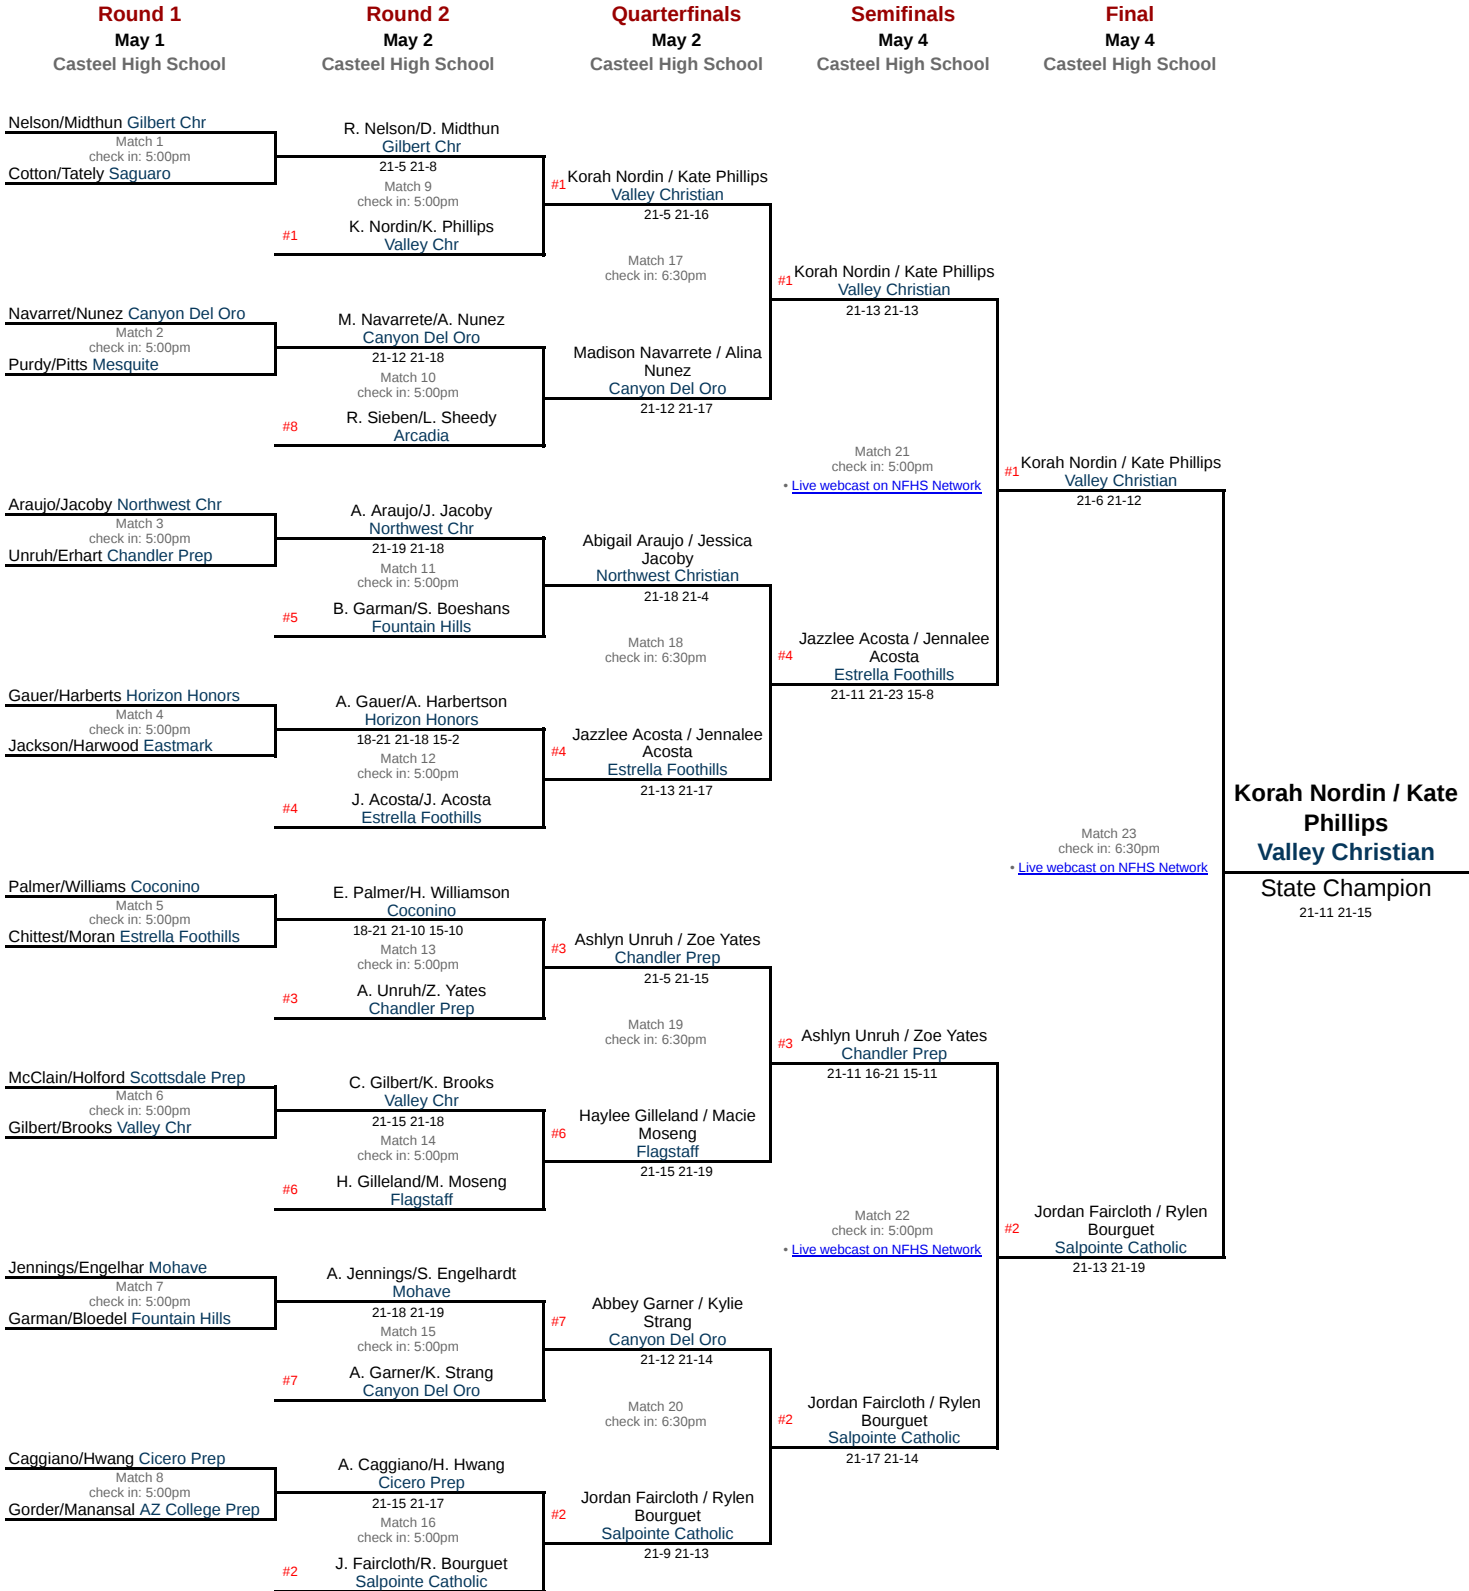 Round 1
May 1
Casteel High School
Round 2
May 2
Casteel High School
Quarterfinals
May 2
Casteel High School
Semifinals
May 4
Casteel High School
Final
May 4
Casteel High School
Nelson/Midthun Gilbert Chr
Match 1
check in: 5:00pm
Cotton/Tately Saguaro
Navarret/Nunez Canyon Del Oro
Match 2
check in: 5:00pm
Purdy/Pitts Mesquite
Araujo/Jacoby Northwest Chr
Match 3
check in: 5:00pm
Unruh/Erhart Chandler Prep
Gauer/Harberts Horizon Honors
Match 4
check in: 5:00pm
Jackson/Harwood Eastmark
Palmer/Williams Coconino
Match 5
check in: 5:00pm
Chittest/Moran Estrella Foothills
McClain/Holford Scottsdale Prep
Match 6
check in: 5:00pm
Gilbert/Brooks Valley Chr
Jennings/Engelhar Mohave
Match 7
check in: 5:00pm
Garman/Bloedel Fountain Hills
Caggiano/Hwang Cicero Prep
Match 8
check in: 5:00pm
Gorder/Manansal AZ College Prep
R. Nelson/D. Midthun
Gilbert Chr
21-5 21-8
Match 9
check in: 5:00pm
#1 K. Nordin/K. Phillips
Valley Chr
M. Navarrete/A. Nunez
Canyon Del Oro
21-12 21-18
Match 10
check in: 5:00pm
#8 R. Sieben/L. Sheedy
Arcadia
A. Araujo/J. Jacoby
Northwest Chr
21-19 21-18
Match 11
check in: 5:00pm
#5 B. Garman/S. Boeshans
Fountain Hills
A. Gauer/A. Harbertson
Horizon Honors
18-21 21-18 15-2
Match 12
check in: 5:00pm
#4 J. Acosta/J. Acosta
Estrella Foothills
E. Palmer/H. Williamson
Coconino
18-21 21-10 15-10
Match 13
check in: 5:00pm
#3 A. Unruh/Z. Yates
Chandler Prep
C. Gilbert/K. Brooks
Valley Chr
21-15 21-18
Match 14
check in: 5:00pm
#6 H. Gilleland/M. Moseng
Flagstaff
A. Jennings/S. Engelhardt
Mohave
21-18 21-19
Match 15
check in: 5:00pm
#7 A. Garner/K. Strang
Canyon Del Oro
A. Caggiano/H. Hwang
Cicero Prep
21-15 21-17
Match 16
check in: 5:00pm
#2 J. Faircloth/R. Bourguet
Salpointe Catholic
#1 Korah Nordin / Kate Phillips
Valley Christian
21-5 21-16
Match 17
check in: 6:30pm
Madison Navarrete / Alina
Nunez
Canyon Del Oro
21-12 21-17
Abigail Araujo / Jessica
Jacoby
Northwest Christian
21-18 21-4
Match 18
check in: 6:30pm
#4 Jazzlee Acosta / Jennalee
Acosta
Estrella Foothills
21-13 21-17
#3 Ashlyn Unruh / Zoe Yates
Chandler Prep
21-5 21-15
Match 19
check in: 6:30pm
#6 Haylee Gilleland / Macie
Moseng
Flagstaff
21-15 21-19
#7 Abbey Garner / Kylie
Strang
Canyon Del Oro
21-12 21-14
Match 20
check in: 6:30pm
#2 Jordan Faircloth / Rylen
Bourguet
Salpointe Catholic
21-9 21-13
#1 Korah Nordin / Kate Phillips
Valley Christian
21-13 21-13
Match 21
check in: 5:00pm
• Live webcast on NFHS Network
#4 Jazzlee Acosta / Jennalee
Acosta
Estrella Foothills
21-11 21-23 15-8
#3 Ashlyn Unruh / Zoe Yates
Chandler Prep
21-11 16-21 15-11
Match 22
check in: 5:00pm
• Live webcast on NFHS Network
#2 Jordan Faircloth / Rylen
Bourguet
Salpointe Catholic
21-17 21-14
#1 Korah Nordin / Kate Phillips
Valley Christian
21-6 21-12
Match 23
check in: 6:30pm
• Live webcast on NFHS Network
#2 Jordan Faircloth / Rylen
Bourguet
Salpointe Catholic
21-13 21-19
Korah Nordin / Kate
Phillips
Valley Christian
State Champion
21-11 21-15